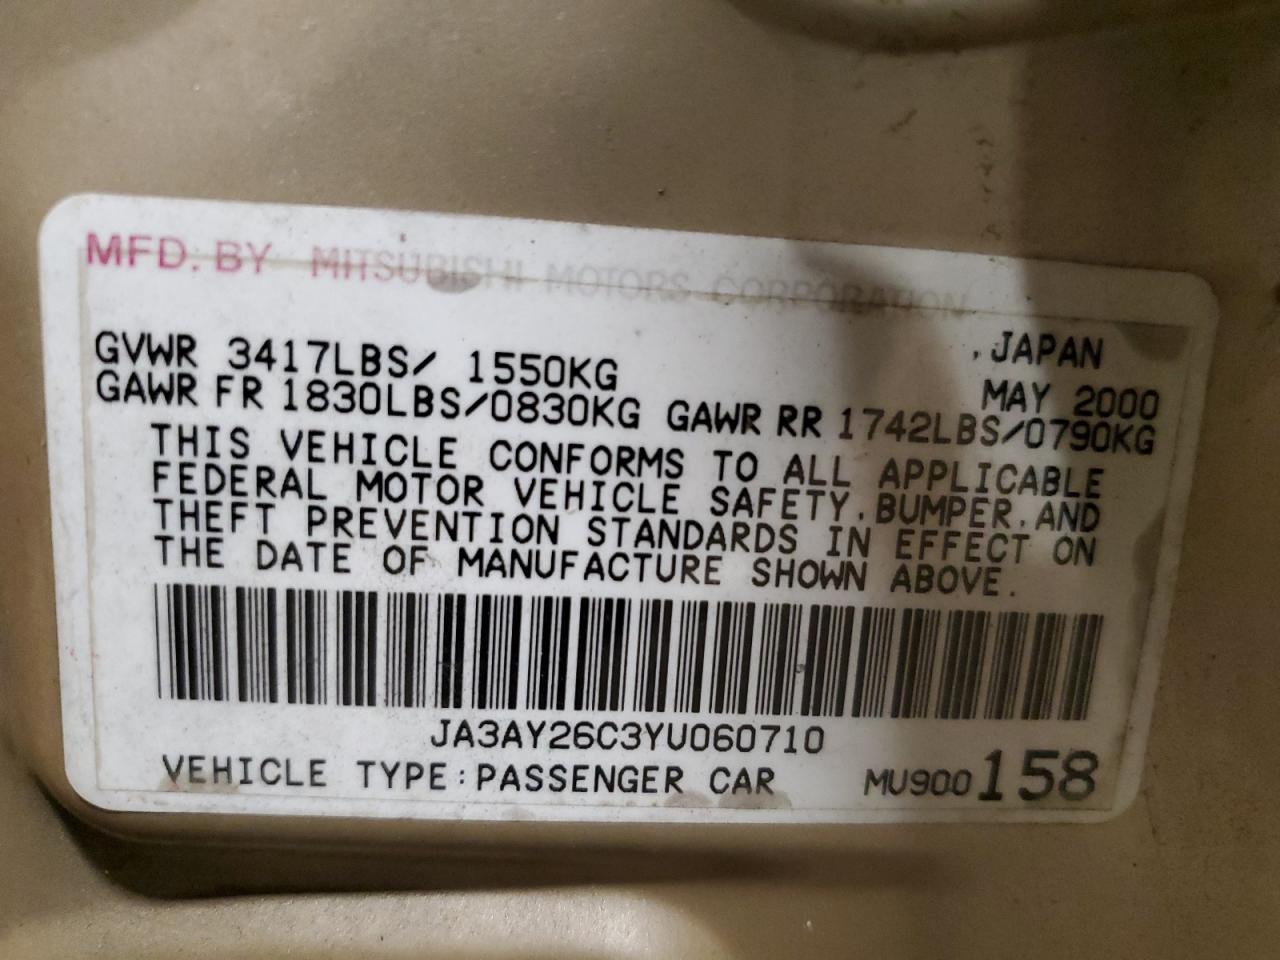 MFD. BY MITSUBISHI MOTORS CORPORATION
JAPAN
GVWR 3417LBS/ 1550KG MAY 2000
GAWR FR 1830LBS/0830KG GAWR RR 1742LBS/0790KG
THIS VEHICLE CONFORMS TO ALL APPLICABLE
FEDERAL MOTOR VEHICLE SAFETY, BUMPER, AND
THEFT PREVENTION STANDARDS IN EFFECT ON
THE DATE OF MANUFACTURE SHOWN ABOVE.
JA3AY26C3YU060710
VEHICLE TYPE:PASSENGER CAR MU900158